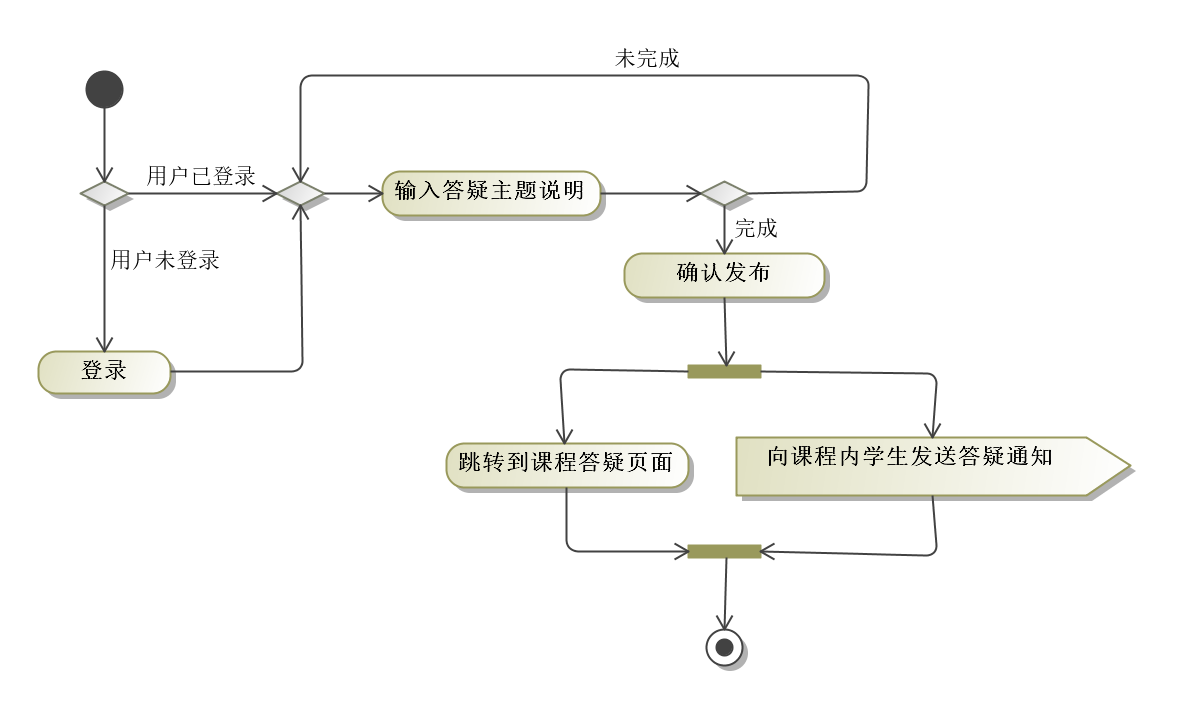 未完成
用户已登录
输入答疑主题说明
完成
用户未登录
确认发布
登录
跳转到课程答疑页面
向课程内学生发送答疑通知